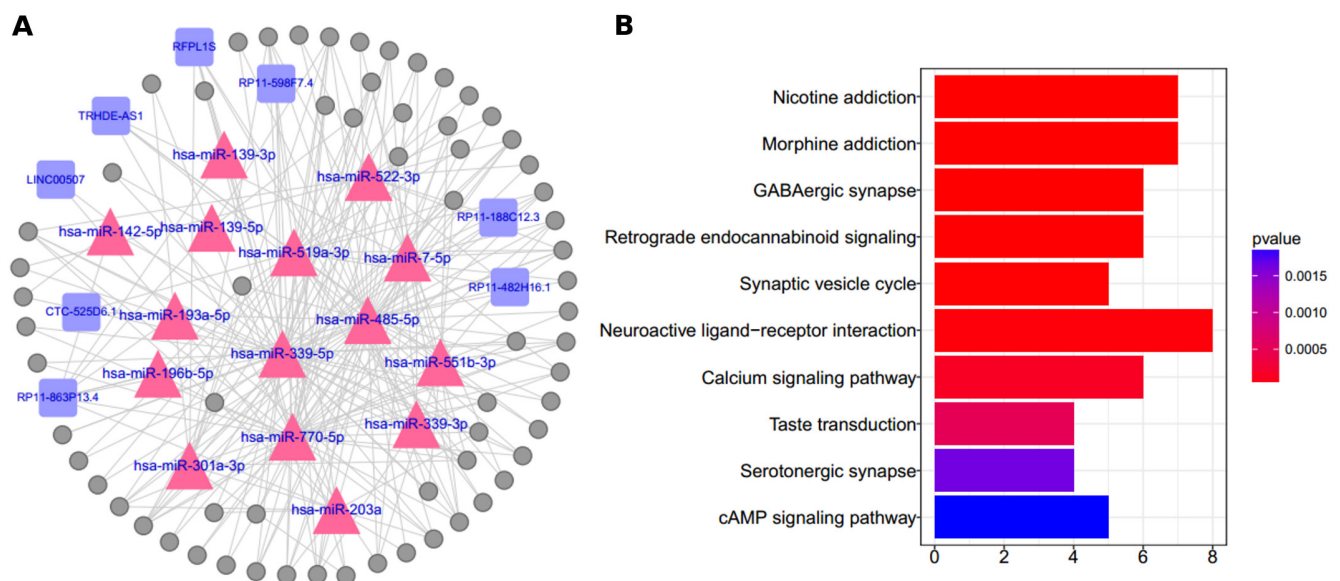 A
RFPL1S
RP11-598F7.4
TRHDE-AS1
hsa-miR-139-3p
hsa-miR-522-3p
LINC00507
RP11-188C12.3
hsa-miR-142-5p
hsa-miR-139-5p
hsa-miR-519a-3p
hsa-miR-7-5p
RP11-482H16.1
CTC-525D6.1
hsa-miR-193a-5p
hsa-miR-485-5p
hsa-miR-339-5p
hsa-miR-551b-3p
hsa-miR-196b-5p
RP11-863P13.4
hsa-miR-339-3p
hsa-miR-770-5p
hsa-miR-301a-3p
hsa-miR-203a
B
Nicotine addiction
Morphine addiction
GABAergic synapse
Retrograde endocannabinoid signaling
Synaptic vesicle cycle
Neuroactive ligand−receptor interaction
Calcium signaling pathway
Taste transduction
Serotonergic synapse
cAMP signaling pathway
0 2 4 6 8
pvalue
0.0015
0.0010
0.0005